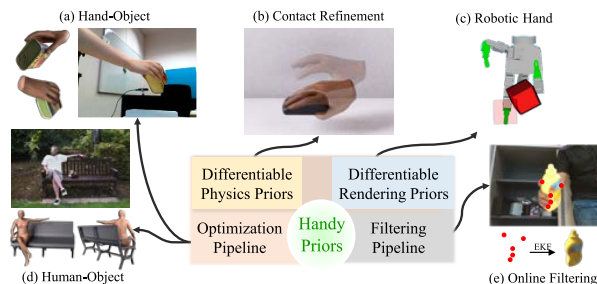 (a) Hand-Object
(b) Contact Refinement
(c) Robotic Hand
Differentiable
Physics Priors
Differentiable
Rendering Priors
Optimization
Pipeline
Handy
Priors
Filtering
Pipeline
EKF
(d) Human-Object
(e) Online Filtering